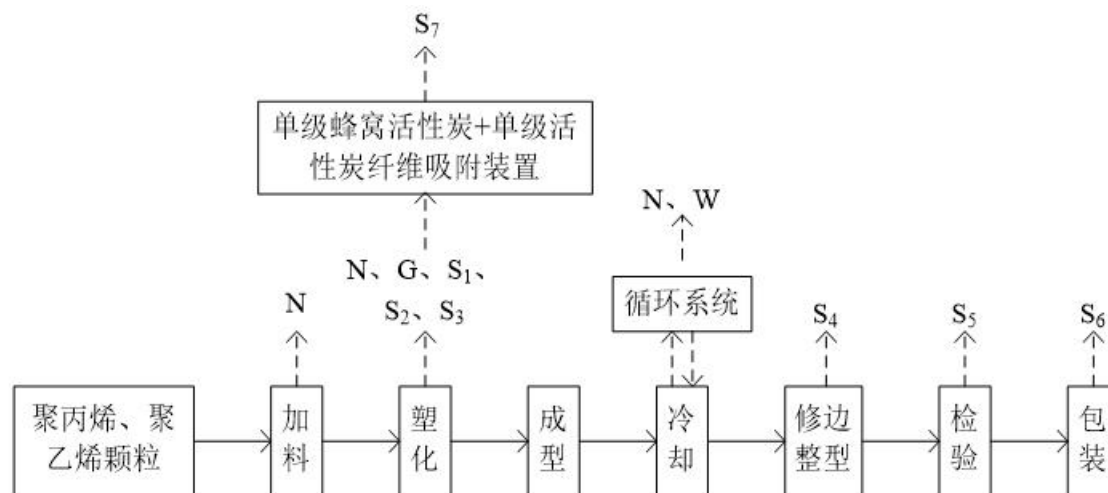 S₇
单级蜂窝活性炭+单级活
性炭纤维吸附装置
N、W
N、G、S₁、
S₂、S₃
循环系统
N
S₄
S₅
S₆
聚丙烯、聚
乙烯颗粒
加
料
塑
化
成
型
冷
却
修边
整型
检
验
包
装